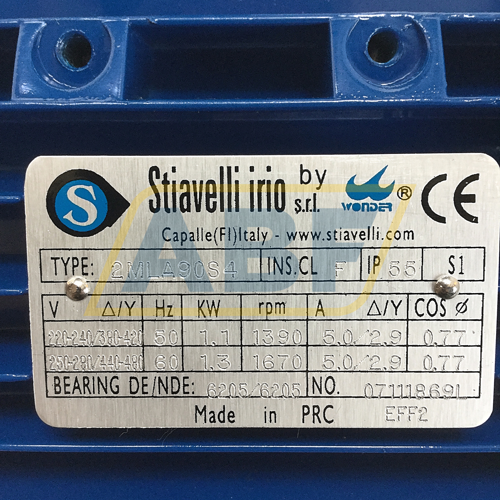 S Stiavelli irio by s.r.l. WONDER ® CE
Capalle(FI)Italy - www.stiavelli.com
TYPE: 2MLA90S4 INS.CL F IP 55 S1
V Δ/Y Hz KW rpm A Δ/Y COS ø
220-240/380-420 50 1,1 1390 5.0/2.9 0.77
250-280/440-480 60 1,3 1670 5.0/2.9 0.77
BEARING DE/NDE: 6205/6205 NO. 07111869L
Made in PRC EFF2
ABF